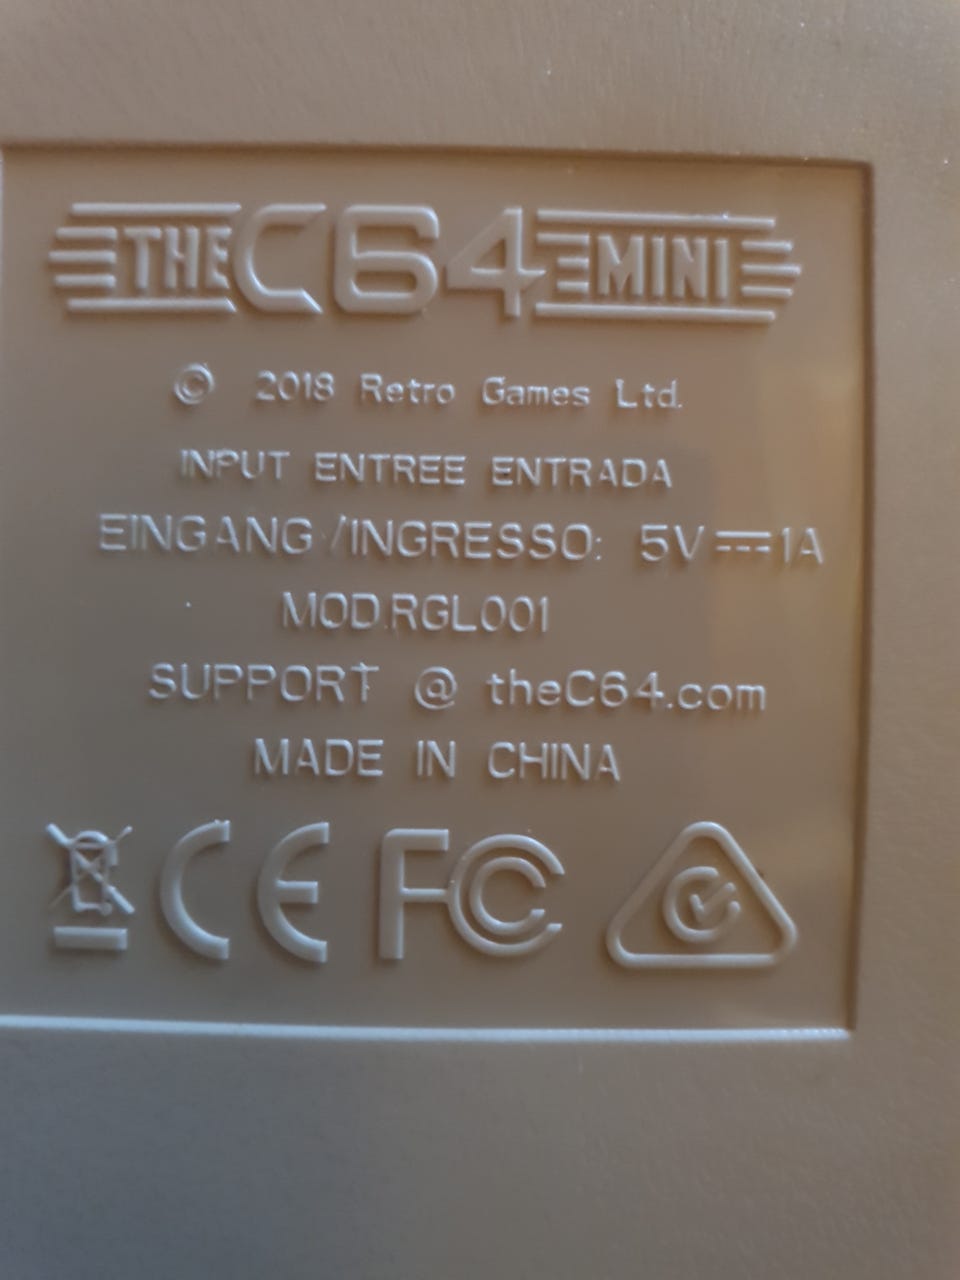 THE C64 MINI
© 2018 Retro Games Ltd.
INPUT ENTREE ENTRADA
EINGANG /INGRESSO: 5V⎓1A
MOD.RGL001
SUPPORT @ theC64.com
MADE IN CHINA
CE FC